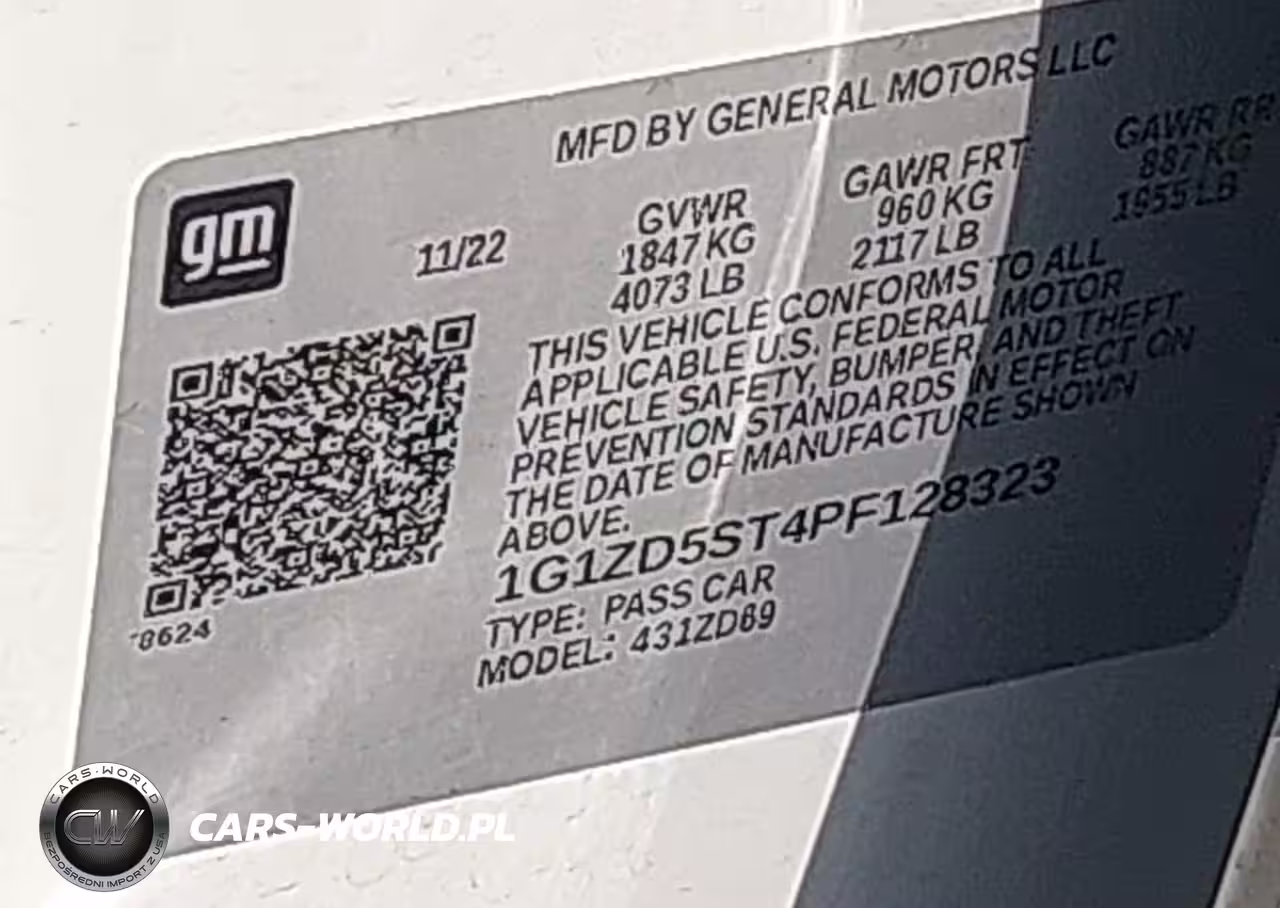 MFD BY GENERAL MOTORS LLC
gm
11/22
GVWR
1847 KG
4073 LB
GAWR FRT
960 KG
2117 LB
GAWR RR
887 KG
1955 LB
THIS VEHICLE CONFORMS TO ALL
APPLICABLE U.S. FEDERAL MOTOR
VEHICLE SAFETY, BUMPER, AND THEFT
PREVENTION STANDARDS IN EFFECT ON
THE DATE OF MANUFACTURE SHOWN
ABOVE.
1G1ZD5ST4PF128323
TYPE: PASS CAR
MODEL: 431ZD69
*8624
CARS-WORLD
CW
BEZPOŚREDNI IMPORT Z USA
CARS-WORLD.PL